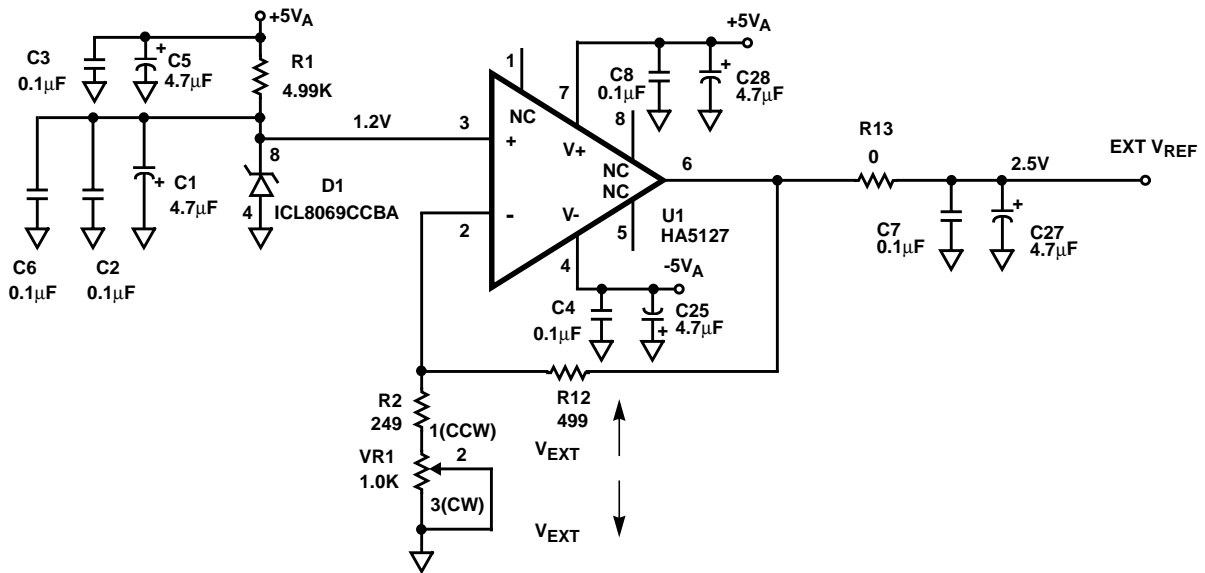 +5VA
C3
0.1µF
C5
4.7µF
+
R1
4.99K
1.2V
3
8
4
D1
ICL8069CCBA
C6
0.1µF
C2
0.1µF
C1
4.7µF
+
1
NC
+
-
2
7
V+
8
NC
NC
V-
5
4
6
U1
HA5127
+5VA
C8
0.1µF
+
C28
4.7µF
-5VA
C4
0.1µF
C25
4.7µF
+
R13
0
2.5V
EXT VREF
C7
0.1µF
+
C27
4.7µF
R12
499
R2
249
1(CCW)
VR1
1.0K
2
3(CW)
VEXT
VEXT